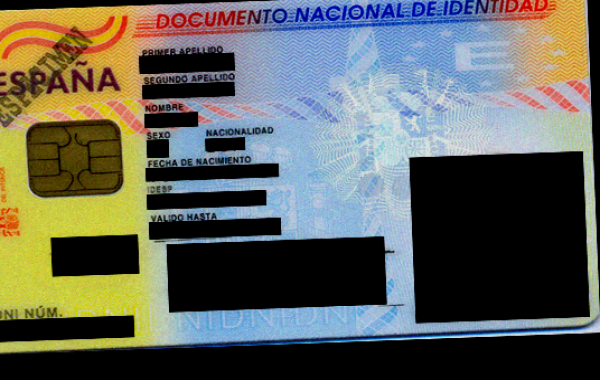 DOCUMENTO NACIONAL DE IDENTIDAD
ESPAÑA
ESPECIMEN
PRIMER APELLIDO
SEGUNDO APELLIDO
NOMBRE
SEXO
NACIONALIDAD
FECHA DE NACIMIENTO
IDESP
VALIDO HASTA
DNI NÚM.